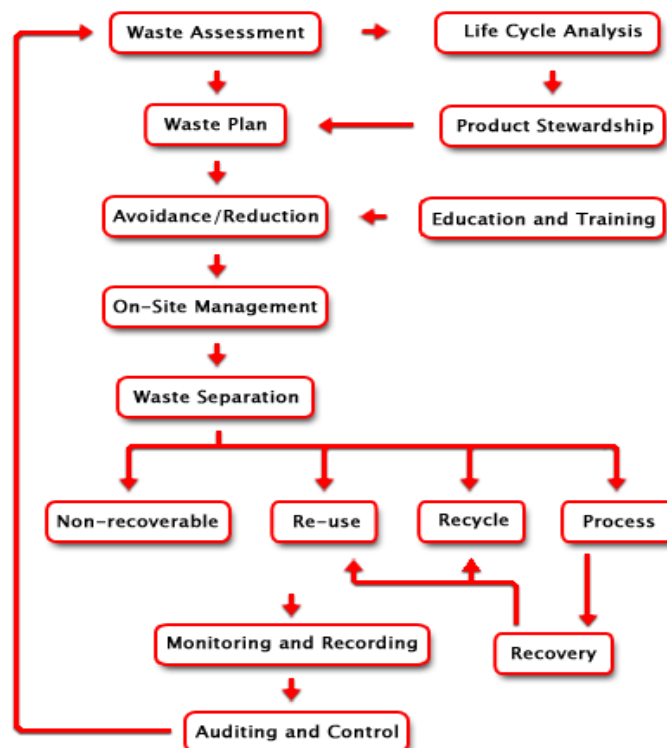 Waste Assessment
Life Cycle Analysis
Waste Plan
Product Stewardship
Avoidance/Reduction
Education and Training
On-Site Management
Waste Separation
Non-recoverable
Re-use
Recycle
Process
Monitoring and Recording
Recovery
Auditing and Control